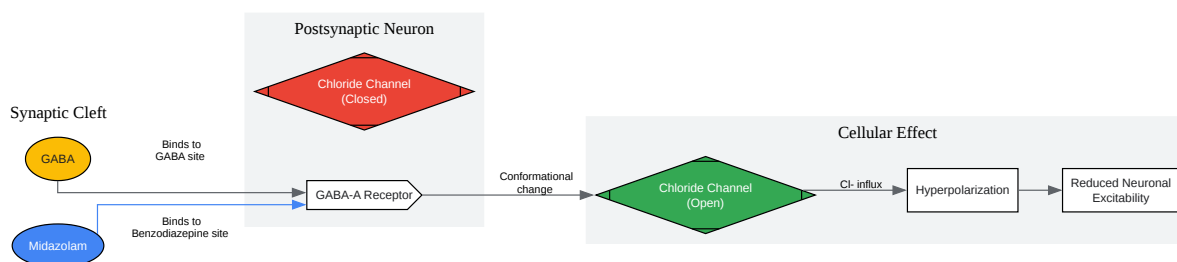 Postsynaptic Neuron
Chloride Channel
(Closed)
Synaptic Cleft
GABA
Binds to
GABA site
GABA-A Receptor
Midazolam
Binds to
Benzodiazepine site
Conformational
change
Cellular Effect
Chloride Channel
(Open)
Cl- influx
Hyperpolarization
Reduced Neuronal
Excitability